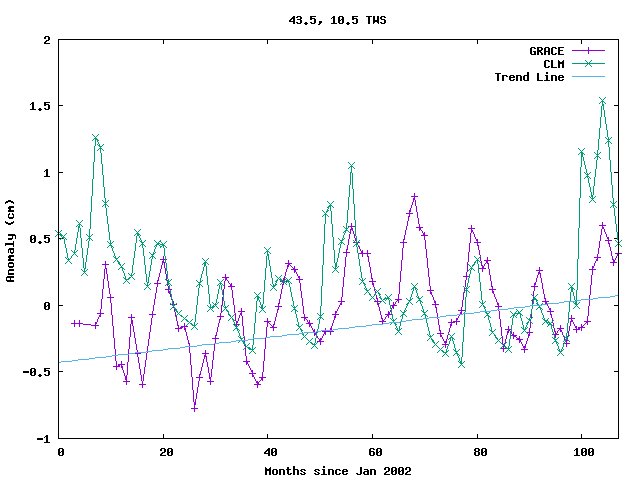 43.5, 10.5 TWS
GRACE
CLM
Trend Line
2
1.5
1
0.5
0
-0.5
-1
Anomaly (cm)
0 20 40 60 80 100
Months since Jan 2002